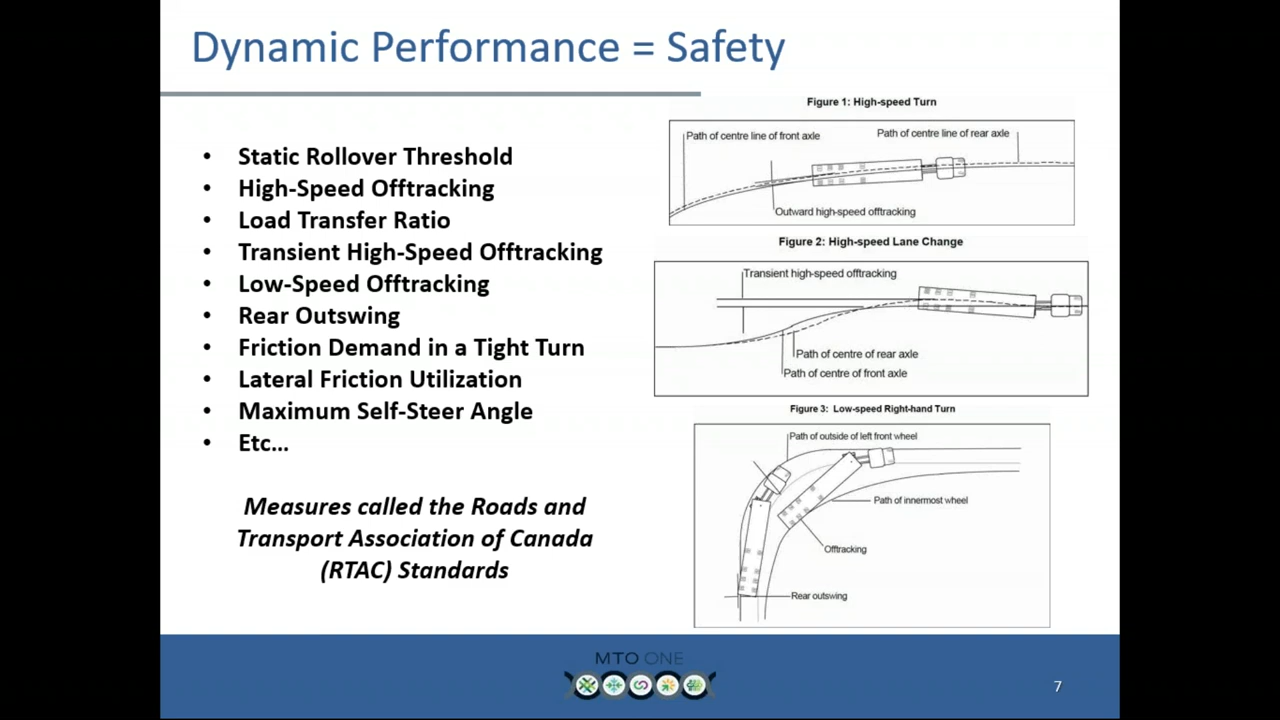 Dynamic Performance = Safety
• Static Rollover Threshold
• High-Speed Offtracking
• Load Transfer Ratio
• Transient High-Speed Offtracking
• Low-Speed Offtracking
• Rear Outswing
• Friction Demand in a Tight Turn
• Lateral Friction Utilization
• Maximum Self-Steer Angle
• Etc...
Measures called the Roads and
Transport Association of Canada
(RTAC) Standards
Figure 1: High-speed Turn
Path of centre line of front axle
Path of centre line of rear axle
Outward high-speed offtracking
Figure 2: High-speed Lane Change
Transient high-speed offtracking
Path of centre of rear axle
Path of centre of front axle
Figure 3: Low-speed Right-hand Turn
Path of outside of left front wheel
Path of innermost wheel
Offtracking
Rear outswing
MTO ONE
7